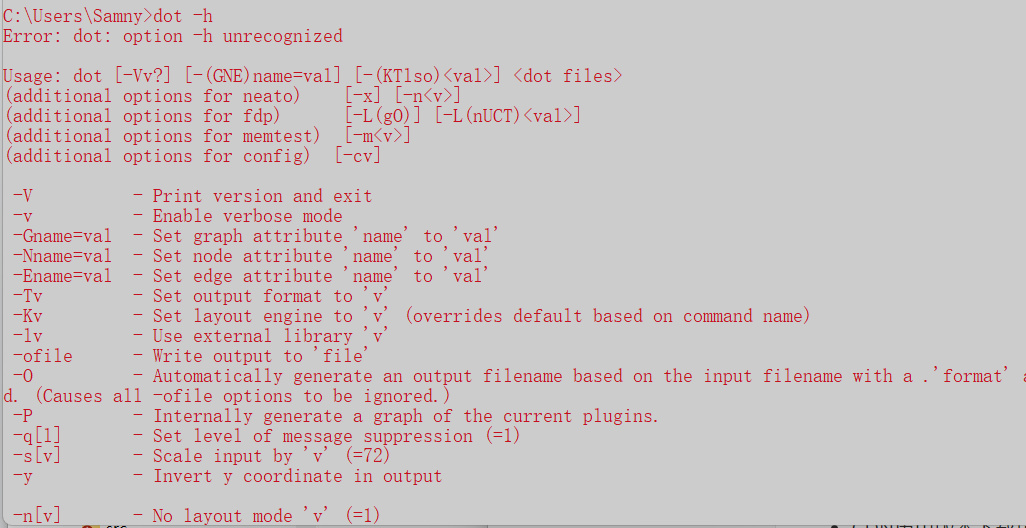 C:\Users\Samny>dot -h
Error: dot: option -h unrecognized

Usage: dot [-Vv?] [-(GNE)name=val] [-(KTlso)<val>] <dot files>
(additional options for neato)    [-x] [-n<v>]
(additional options for fdp)      [-L(gO)] [-L(nUCT)<val>]
(additional options for memtest)  [-m<v>]
(additional options for config)  [-cv]

 -V          - Print version and exit
 -v          - Enable verbose mode
 -Gname=val  - Set graph attribute 'name' to 'val'
 -Nname=val  - Set node attribute 'name' to 'val'
 -Ename=val  - Set edge attribute 'name' to 'val'
 -Tv         - Set output format to 'v'
 -Kv         - Set layout engine to 'v' (overrides default based on command name)
 -lv         - Use external library 'v'
 -ofile      - Write output to 'file'
 -O          - Automatically generate an output filename based on the input filename with a .'format'
d. (Causes all -ofile options to be ignored.)
 -P          - Internally generate a graph of the current plugins.
 -q[l]       - Set level of message suppression (=1)
 -s[v]       - Scale input by 'v' (=72)
 -y          - Invert y coordinate in output

 -n[v]       - No layout mode 'v' (=1)